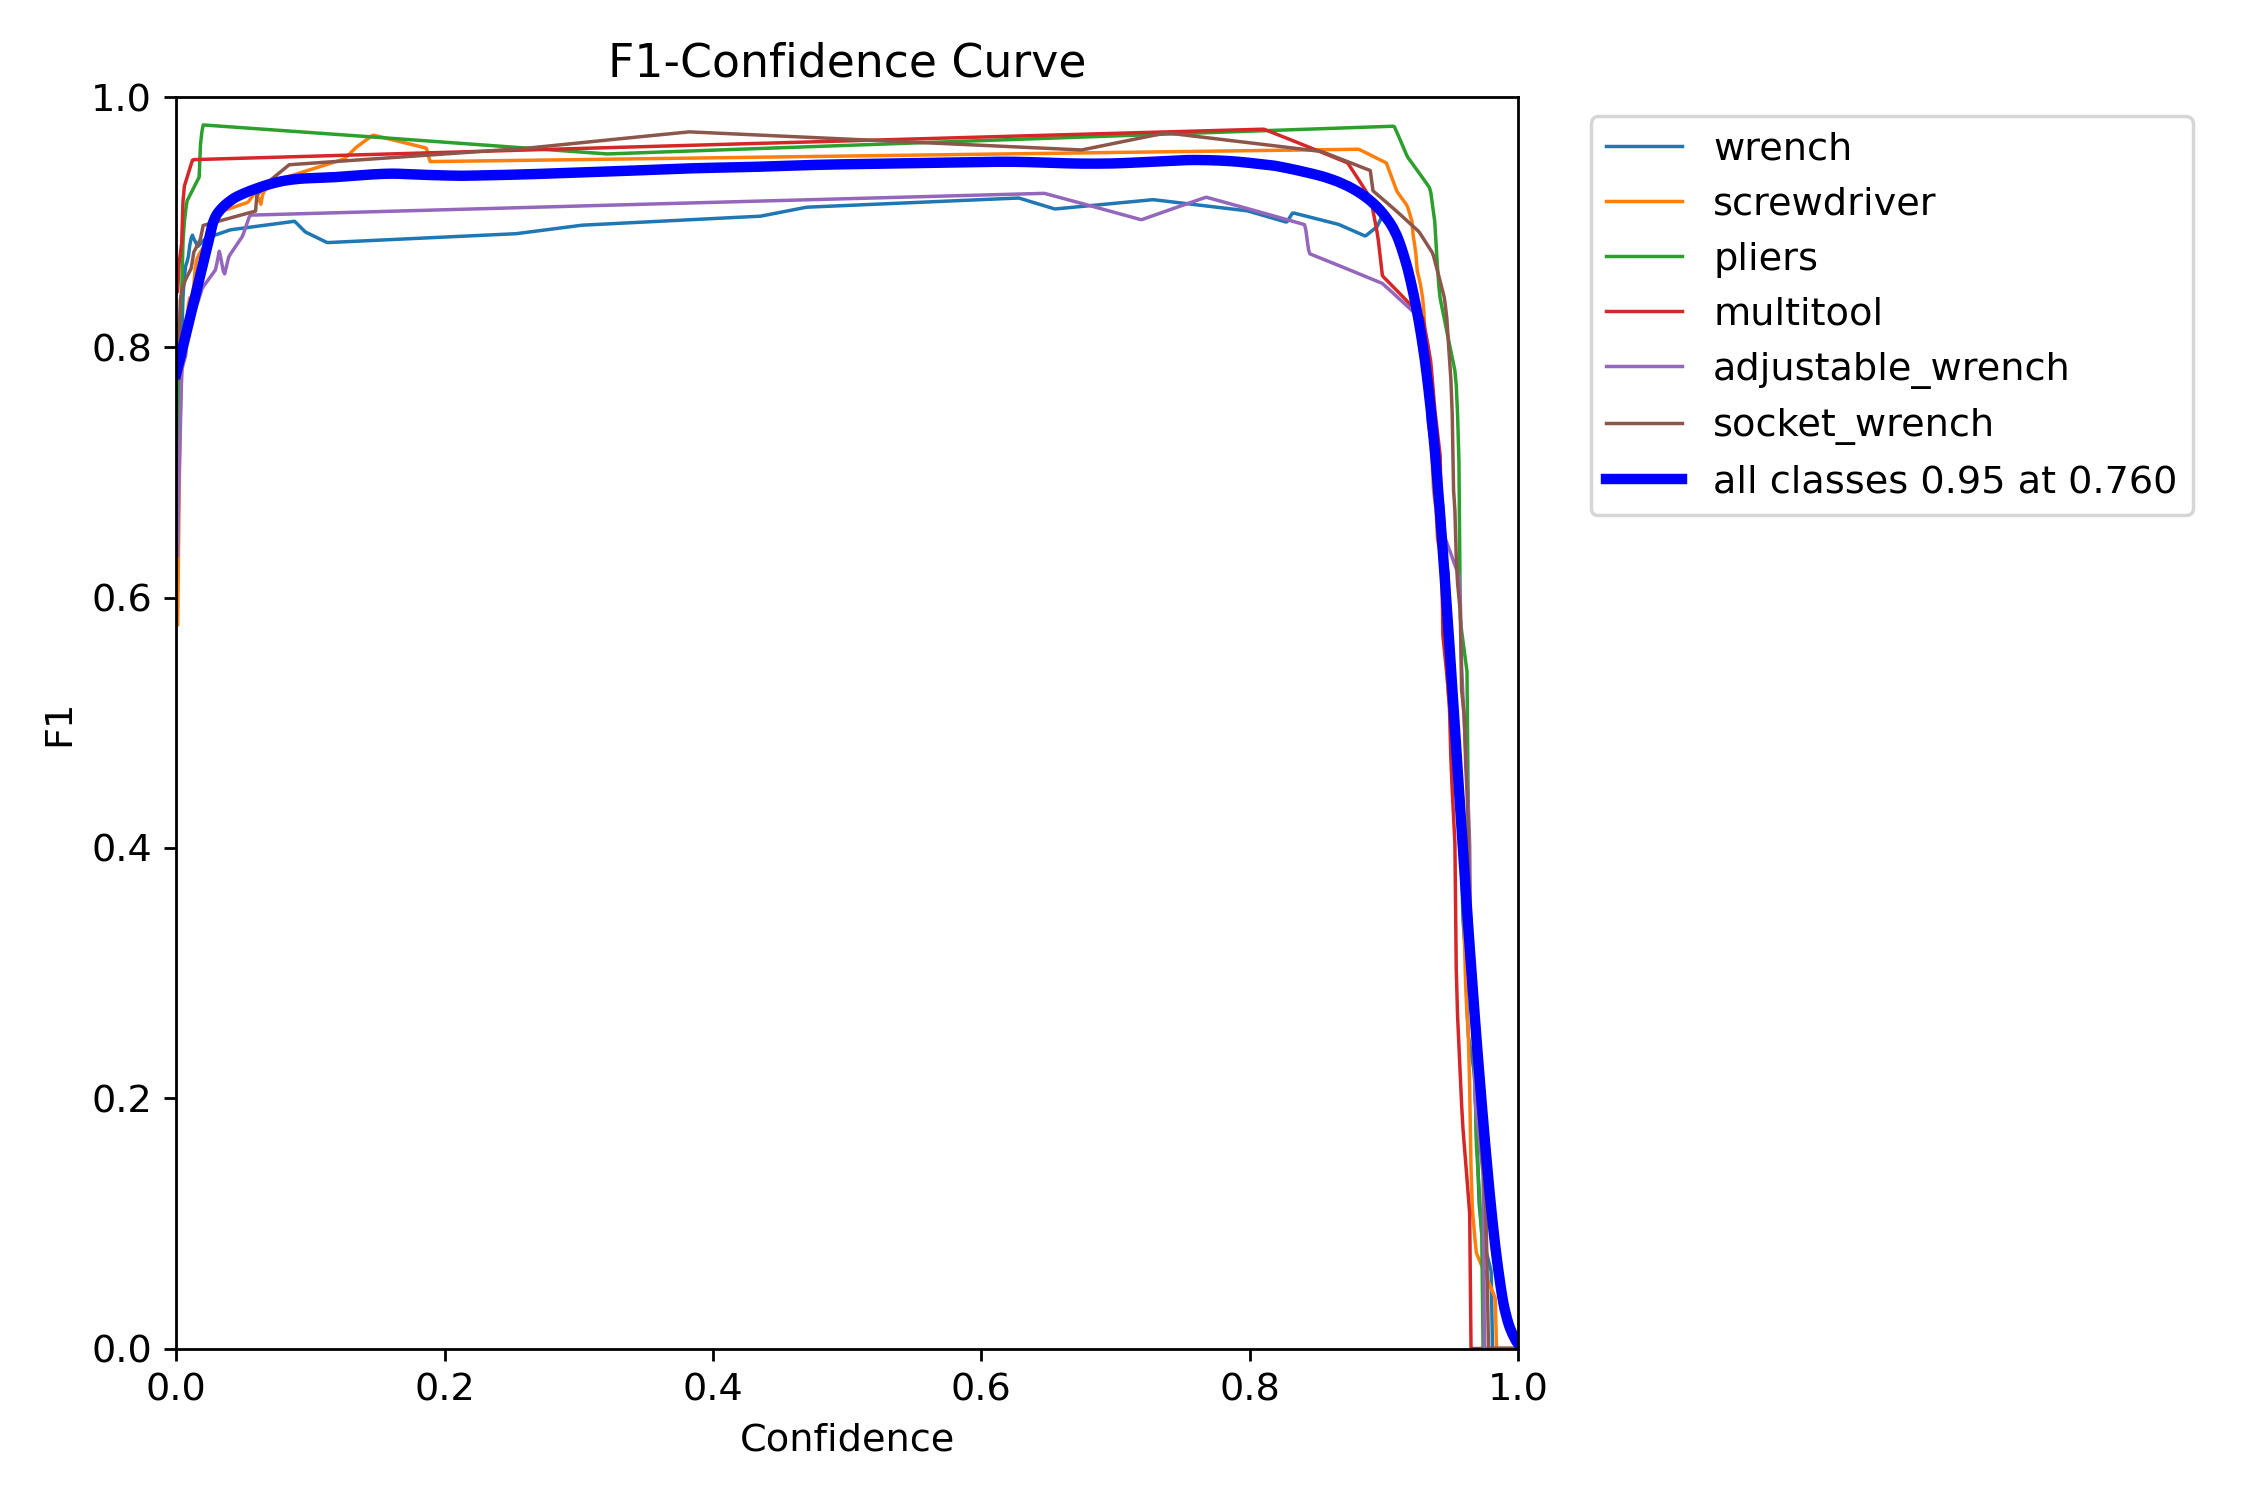 F1-Confidence Curve
1.0
0.8
0.6
0.4
0.2
0.0
F1
0.0 0.2 0.4 0.6 0.8 1.0
Confidence
wrench
screwdriver
pliers
multitool
adjustable_wrench
socket_wrench
all classes 0.95 at 0.760